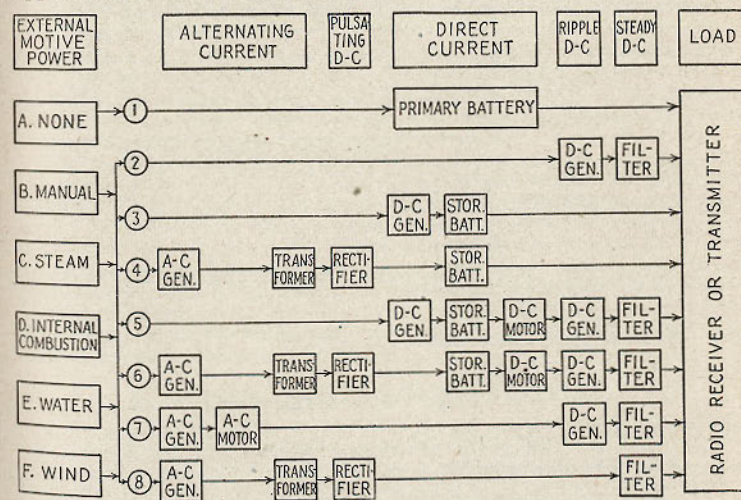 EXTERNAL
MOTIVE
POWER
ALTERNATING
CURRENT
PULSA
TING
D-C
DIRECT
CURRENT
RIPPLE
D-C
STEADY
D-C
LOAD
A. NONE
1
PRIMARY BATTERY
2
D-C
GEN.
FIL-
TER
B. MANUAL
3
D-C
GEN.
STOR.
BATT.
C. STEAM
4
A-C
GEN.
TRANS
FORMER
RECTI-
FIER
STOR.
BATT.
D. INTERNAL
COMBUSTION
5
D-C
GEN.
STOR.
BATT.
D-C
MOTOR
D-C
GEN.
FIL-
TER
6
A-C
GEN.
TRANS
FORMER
RECTI-
FIER
STOR.
BATT.
D-C
MOTOR
D-C
GEN.
FIL-
TER
E. WATER
7
A-C
GEN.
A-C
MOTOR
D-C
GEN.
FIL-
TER
F. WIND
8
A-C
GEN.
TRANS
FORMER
RECTI-
FIER
FIL-
TER
RADIO RECEIVER OR TRANSMITTER